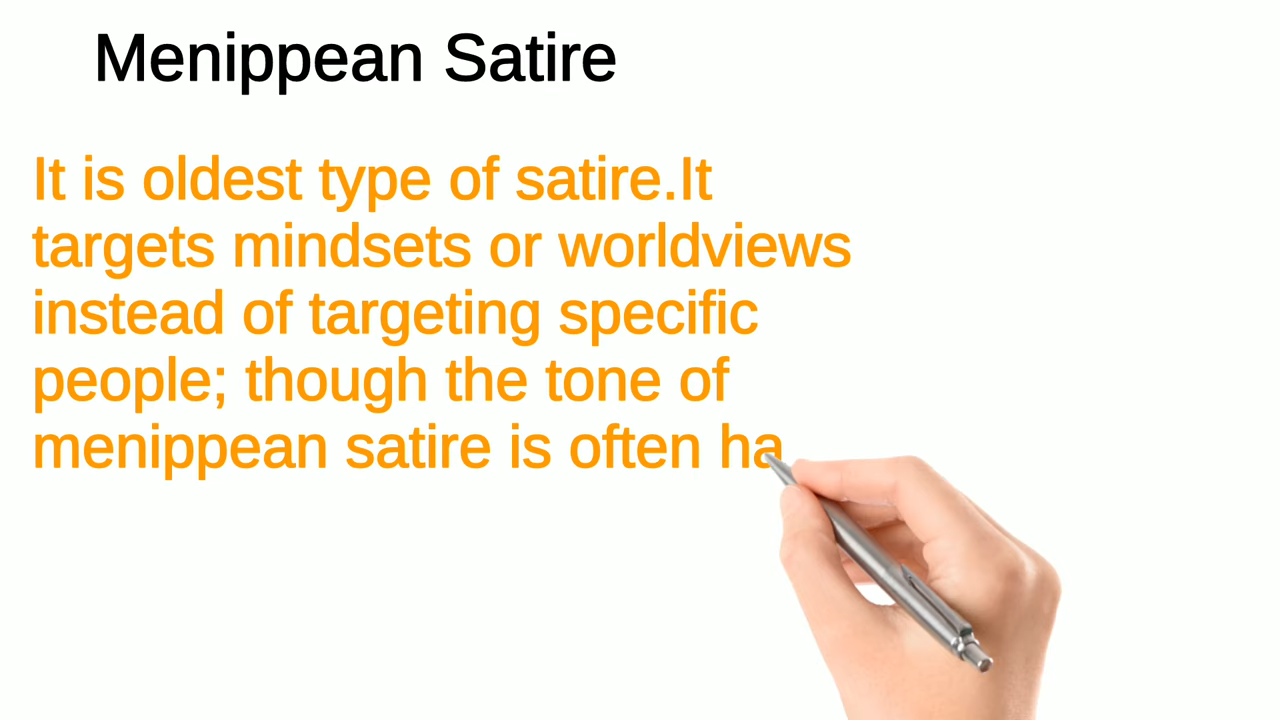 Menippean Satire
It is oldest type of satire.It
targets mindsets or worldviews
instead of targeting specific
people; though the tone of
menippean satire is often ha